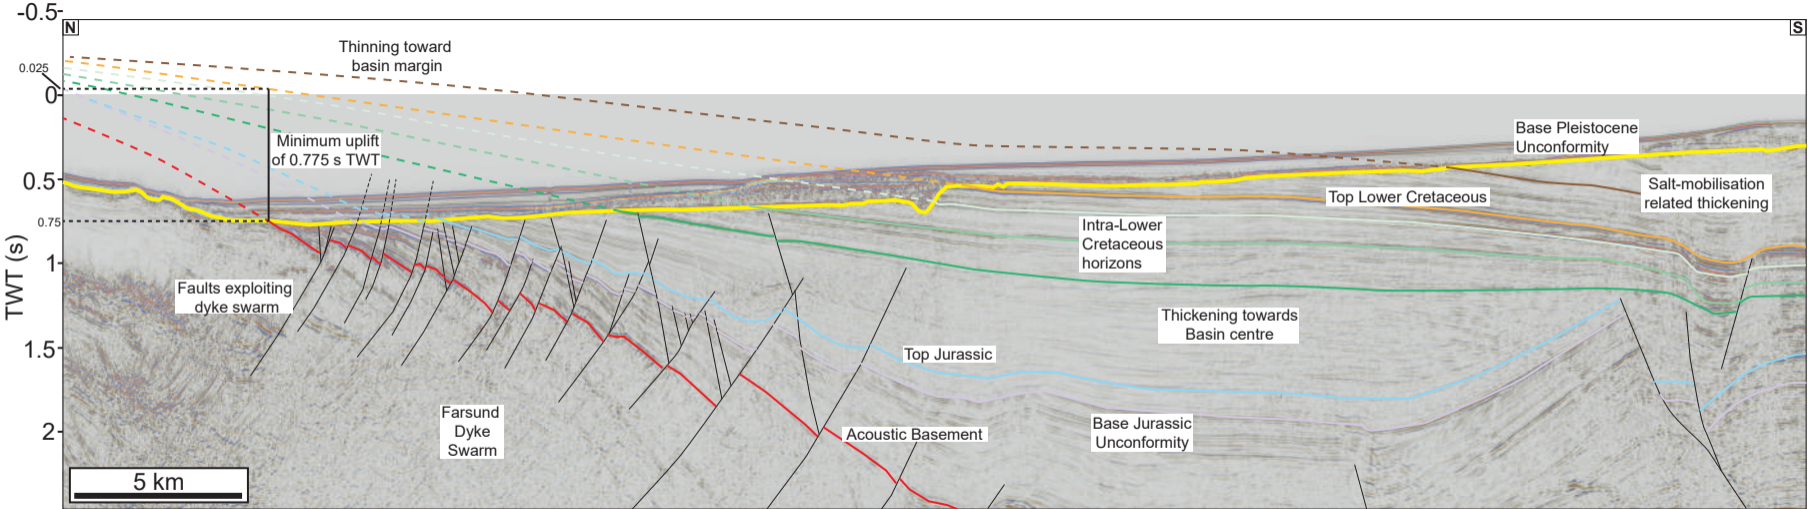 -0.5
N
S
Thinning toward
basin margin
0.025
0
Minimum uplift
of 0.775 s TWT
Base Pleistocene
Unconformity
0.5
Top Lower Cretaceous
Salt-mobilisation
related thickening
0.75
Intra-Lower
Cretaceous
horizons
TWT (s)
1
Faults exploiting
dyke swarm
Thickening towards
Basin centre
1.5
Top Jurassic
Farsund
Dyke
Swarm
2
Acoustic Basement
Base Jurassic
Unconformity
5 km